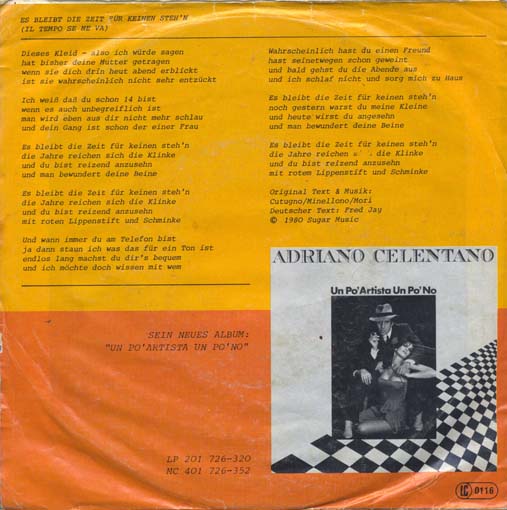 ES BLEIBT DIE ZEIT FÜR KEINEN STEH'N
(IL TEMPO SE NE VA)
Dieses Kleid - also ich würde sagen
hat bisher deine Mutter getragen
wenn sie dich drin heut abend erblickt
ist sie wahrscheinlich nicht sehr entzückt
Ich weiß daß du schon 14 bist
wenn es auch unbegreiflich ist
man wird eben aus dir nicht mehr schlau
und dein Gang ist schon der einer Frau
Es bleibt die Zeit für keinen steh'n
die Jahre reichen sich die Klinke
und du bist reizend anzusehn
und man bewundert deine Beine
Es bleibt die Zeit für keinen steh'n
die Jahre reichen sich die Klinke
und du bist reizend anzusehn
mit roten Lippenstift und Schminke
Und wann immer du am Telefon bist
ja dann staun ich was das für ein Ton ist
endlos lang machst du dir's bequem
und ich möchte doch wissen mit wem
Wahrscheinlich hast du einen Freund
hast seinetwegen schon geweint
und bald gehst du die Abende aus
und ich schlaf nicht und sorg mich zu Haus
Es bleibt die Zeit für keinen steh'n
noch gestern warst du meine Kleine
und heute wirst du angesehn
und man bewundert deine Beine
Es bleibt die Zeit für keinen steh'n
die Jahre reichen die Klinke
und du bist reizend anzusehn
mit rotem Lippenstift und Schminke
Original Text & Musik:
Cutugno/Minellono/Mori
Deutscher Text: Fred Jay
© 1980 Sugar Music
ADRIANO CELENTANO
Un Po'Artista Un Po' No
SEIN NEUES ALBUM:
"UN PO'ARTISTA UN PO'NO"
LP 201 726-320
MC 401 726-352
LC 0116